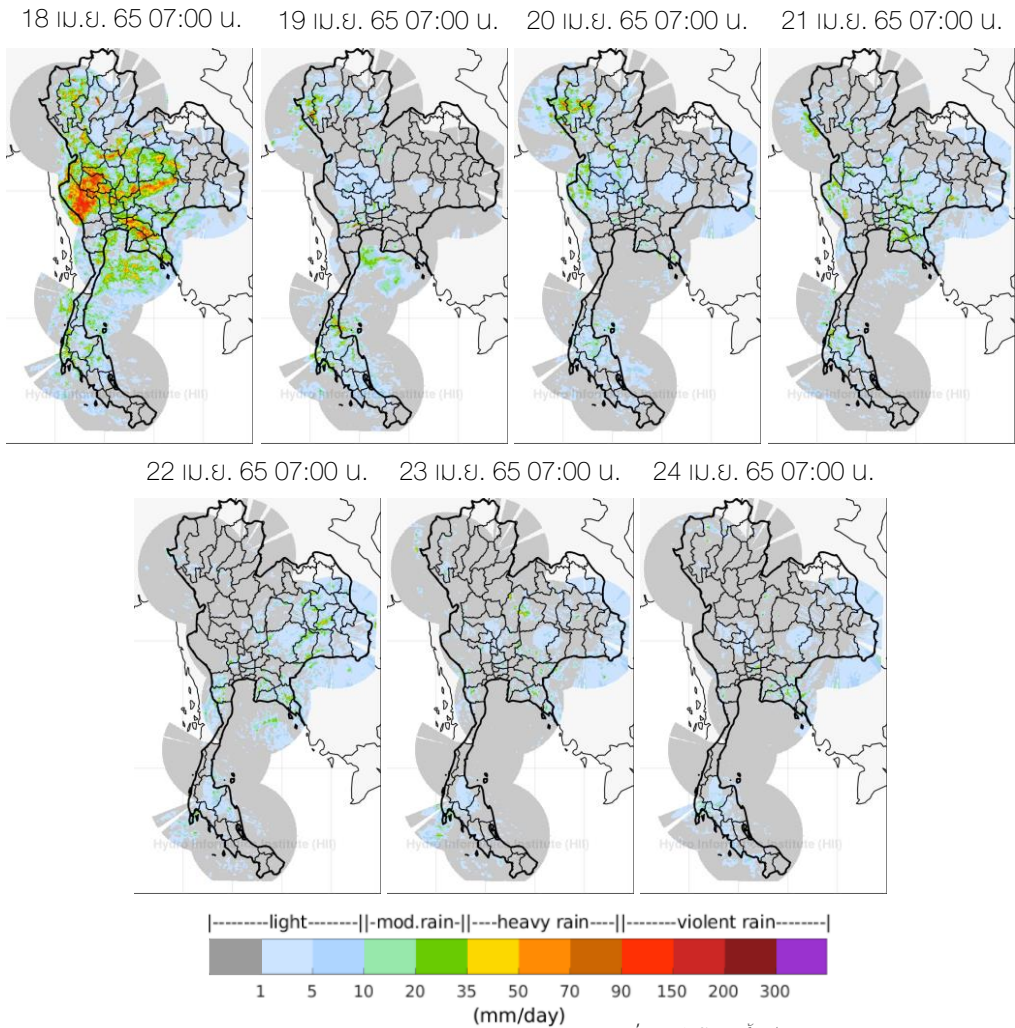 18 เม.ย. 65 07:00 น. 19 เม.ย. 65 07:00 น. 20 เม.ย. 65 07:00 น. 21 เม.ย. 65 07:00 น.
22 เม.ย. 65 07:00 น. 23 เม.ย. 65 07:00 น. 24 เม.ย. 65 07:00 น.
|---------light--------||-mod.rain-||----heavy rain----||--------violent rain-------|
1 5 10 20 35 50 70 90 150 200 300
(mm/day)